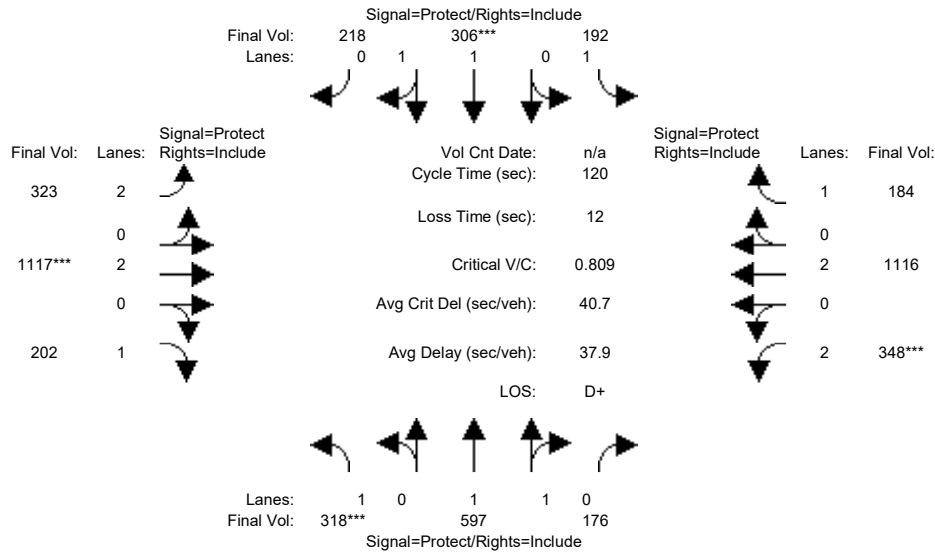 Signal=Protect/Rights=Include
Final Vol: 218 306*** 192
Lanes: 0 1 1 0 1
Signal=Protect Signal=Protect
Final Vol: Lanes: Rights=Include Vol Cnt Date: n/a Rights=Include Lanes: Final Vol:
Cycle Time (sec): 120
323 2 1 184
Loss Time (sec): 12
0 0
1117*** 2 Critical V/C: 0.809 2 1116
0 Avg Crit Del (sec/veh): 40.7 0
202 1 Avg Delay (sec/veh): 37.9 2 348***
LOS: D+
Lanes: 1 0 1 1 0
Final Vol: 318*** 597 176
Signal=Protect/Rights=Include